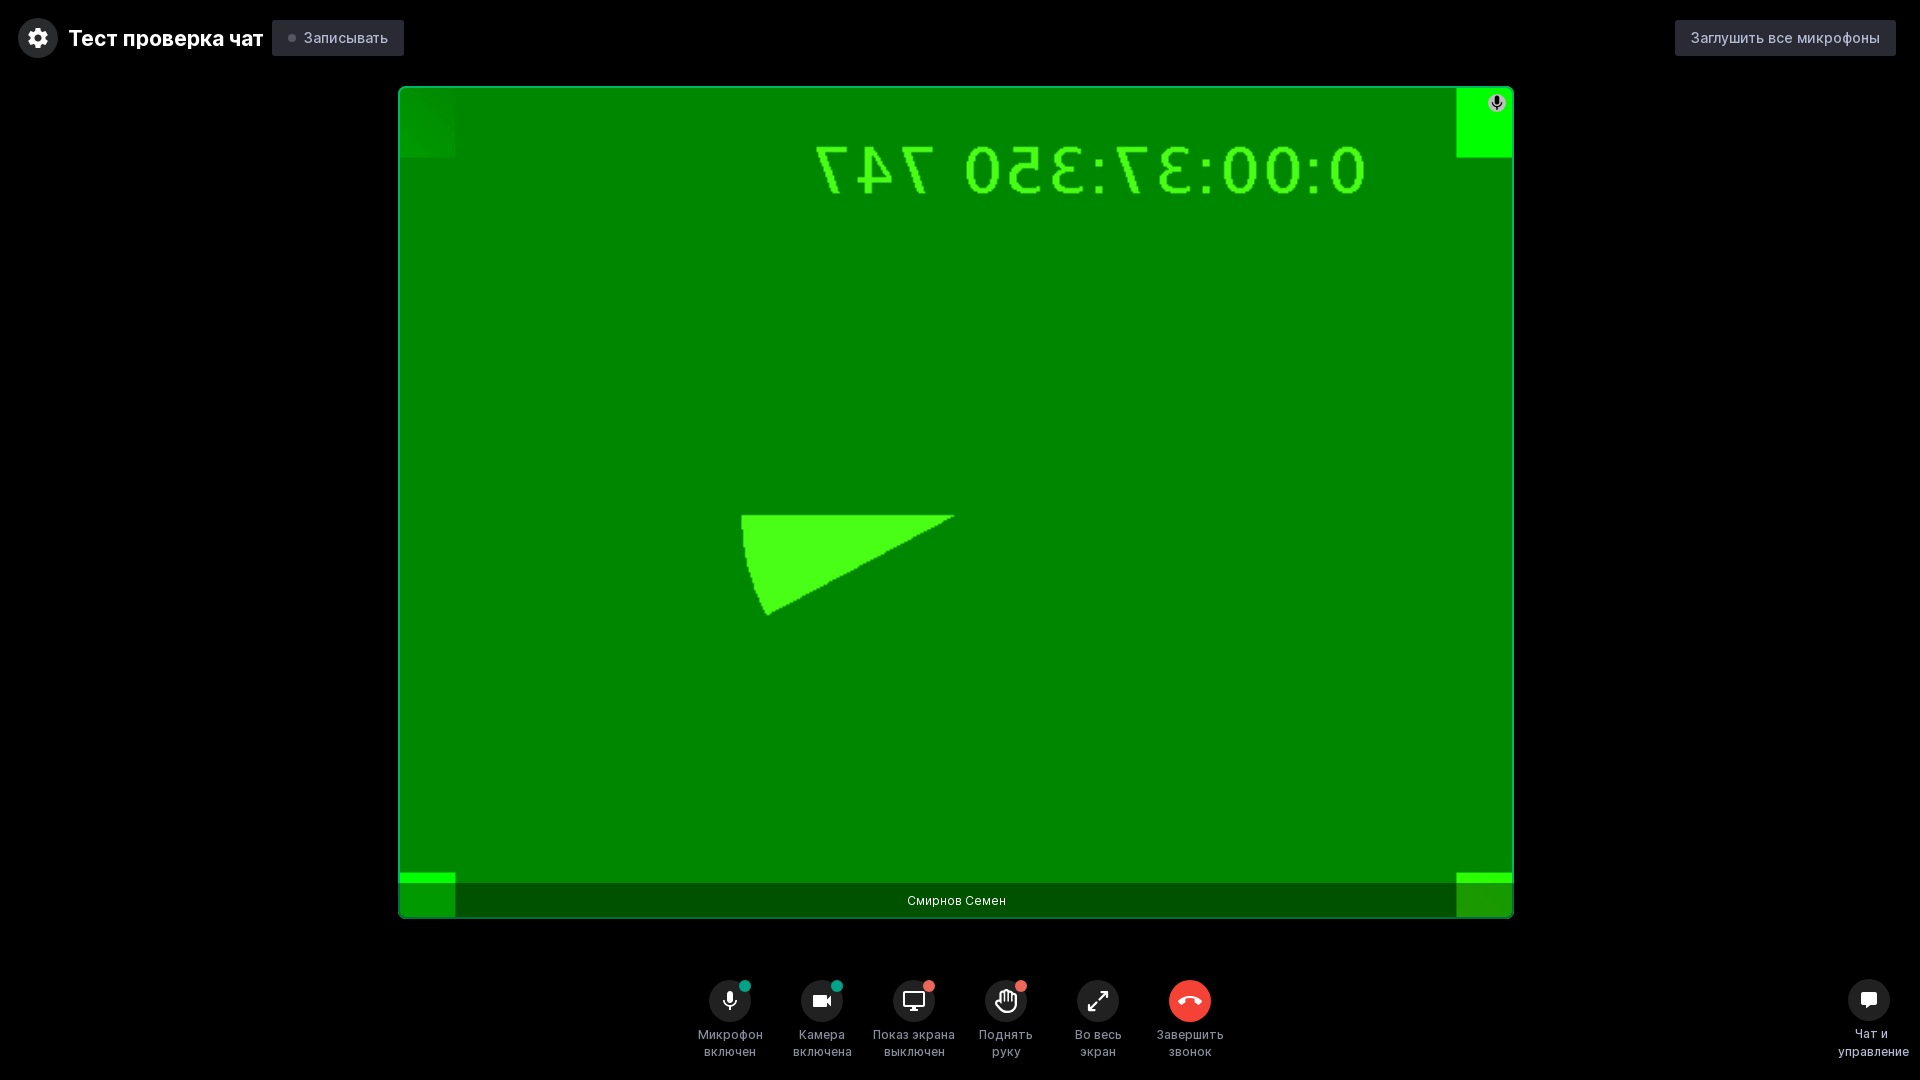 Тест проверка чат
Записывать
Заглушить все микрофоны
0:00:37:350 747
Смирнов Семен
Микрофон
включен
Камера
включена
Показ экрана
выключен
Поднять
руку
Во весь
экран
Завершить
звонок
Чат и
управление